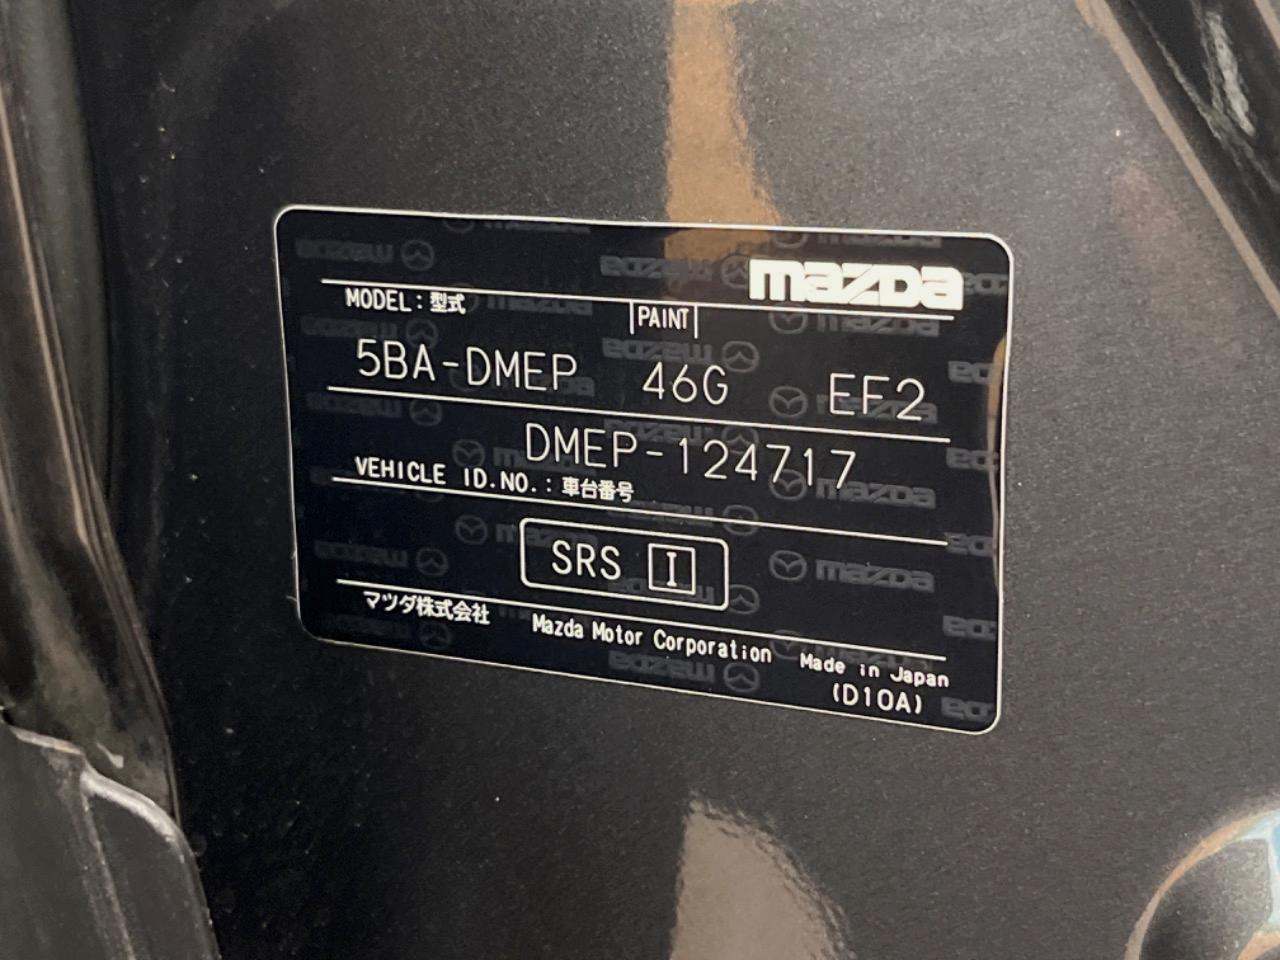 mazda
MODEL：型式
PAINT
5BA-DMEP 46G EF2
DMEP-124717
VEHICLE ID.NO.：車台番号
SRS I
マツダ株式会社 Mazda Motor Corporation Made in Japan
(D10A)